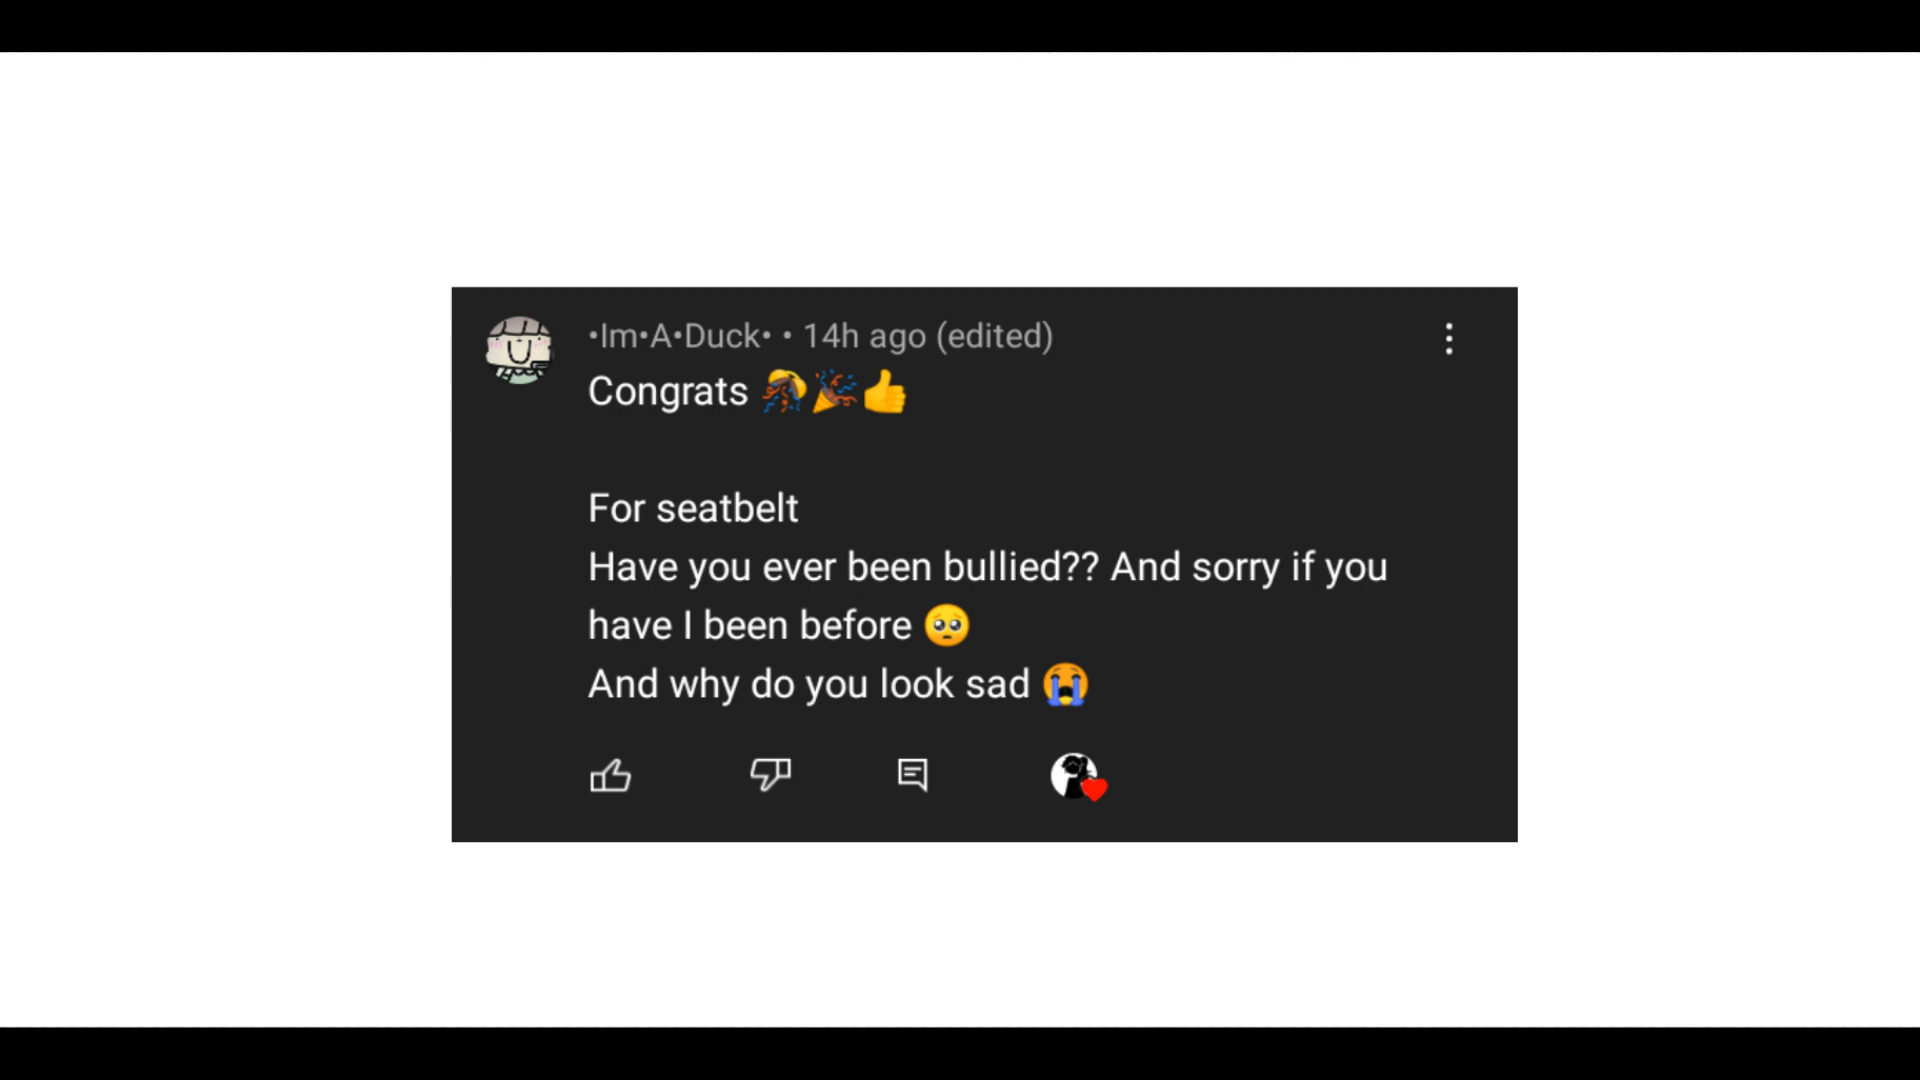 •Im•A•Duck• • 14h ago (edited)
Congrats 🎊🎉👍
For seatbelt
Have you ever been bullied?? And sorry if you
have I been before 🥺
And why do you look sad 😭